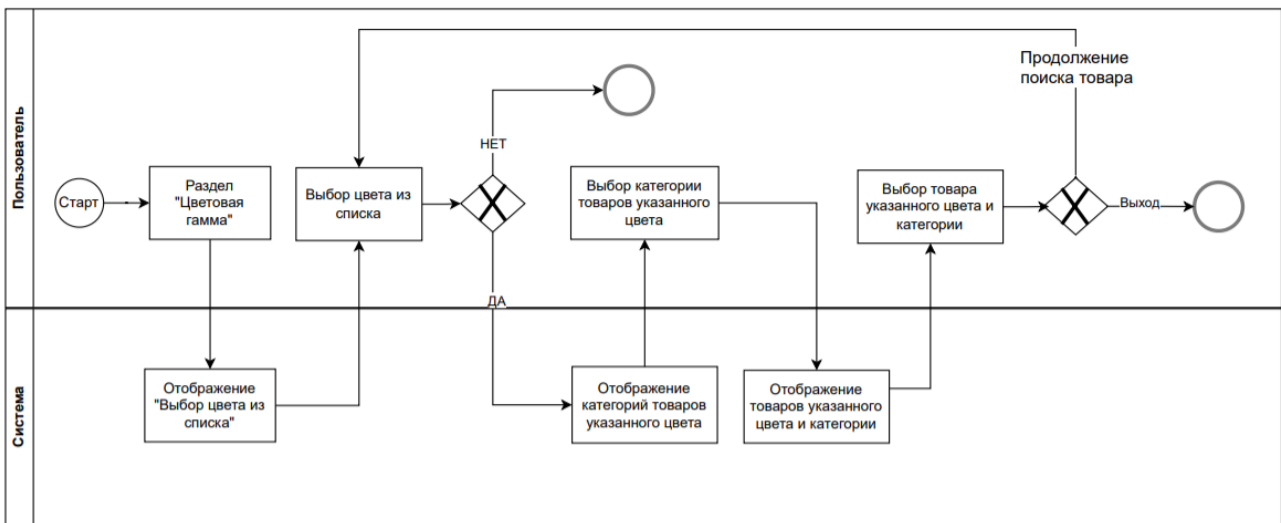 Пользователь
Продолжение
поиска товара
НЕТ
Старт
Раздел
"Цветовая
гамма"
Выбор цвета из
списка
Выбор категории
товаров указанного
цвета
Выбор товара
указанного цвета и
категории
Выход
ДА
Система
Отображение
"Выбор цвета из
списка"
Отображение
категорий товаров
указанного цвета
Отображение
товаров указанного
цвета и категории